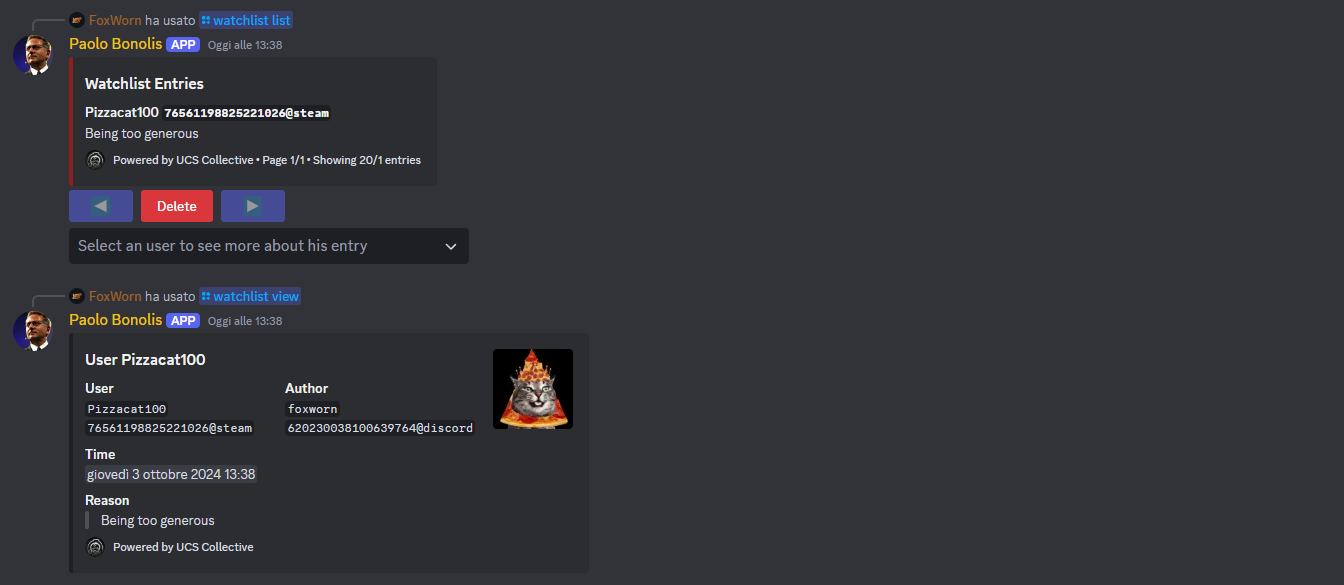 FoxWorn ha usato watchlist list
Paolo Bonolis APP Oggi alle 13:38
Watchlist Entries
Pizzacat100 76561198825221026@steam
Being too generous
Powered by UCS Collective • Page 1/1 • Showing 20/1 entries
Delete
Select an user to see more about his entry
FoxWorn ha usato watchlist view
Paolo Bonolis APP Oggi alle 13:38
User Pizzacat100
User Author
Pizzacat100 foxworn
76561198825221026@steam 620230038100639764@discord
Time
giovedì 3 ottobre 2024 13:38
Reason
Being too generous
Powered by UCS Collective